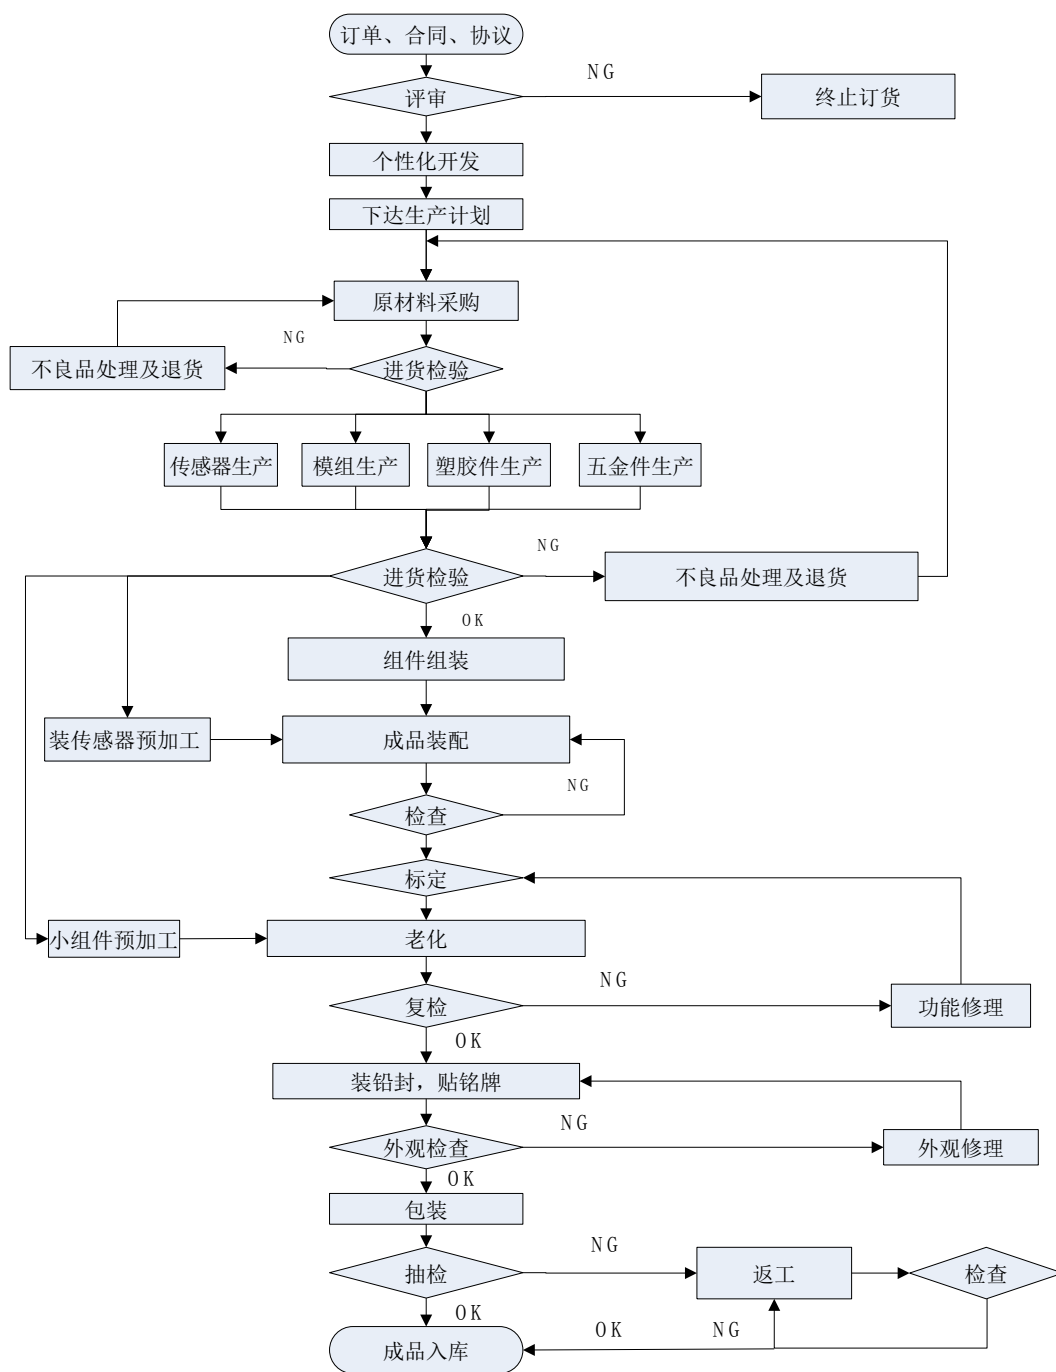 订单、合同、协议
NG
评审
终止订货
个性化开发
下达生产计划
原材料采购
NG
不良品处理及退货
进货检验
传感器生产
模组生产
塑胶件生产
五金件生产
NG
进货检验
不良品处理及退货
OK
组件组装
装传感器预加工
成品装配
NG
检查
标定
小组件预加工
老化
NG
复检
功能修理
OK
装铅封，贴铭牌
NG
外观检查
外观修理
OK
包装
NG
抽检
返工
检查
OK
OK
NG
成品入库